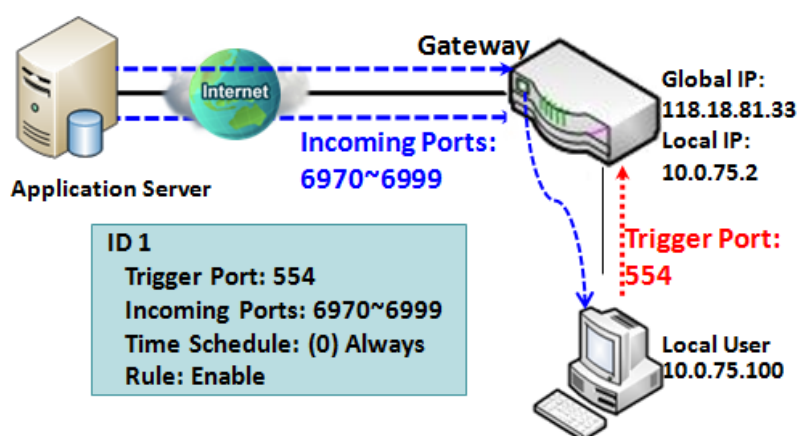 Gateway
Internet
Global IP:
118.18.81.33
Local IP:
10.0.75.2
Incoming Ports:
6970~6999
Application Server
ID 1
Trigger Port: 554
Incoming Ports: 6970~6999
Time Schedule: (0) Always
Rule: Enable
Trigger Port:
554
Local User
10.0.75.100